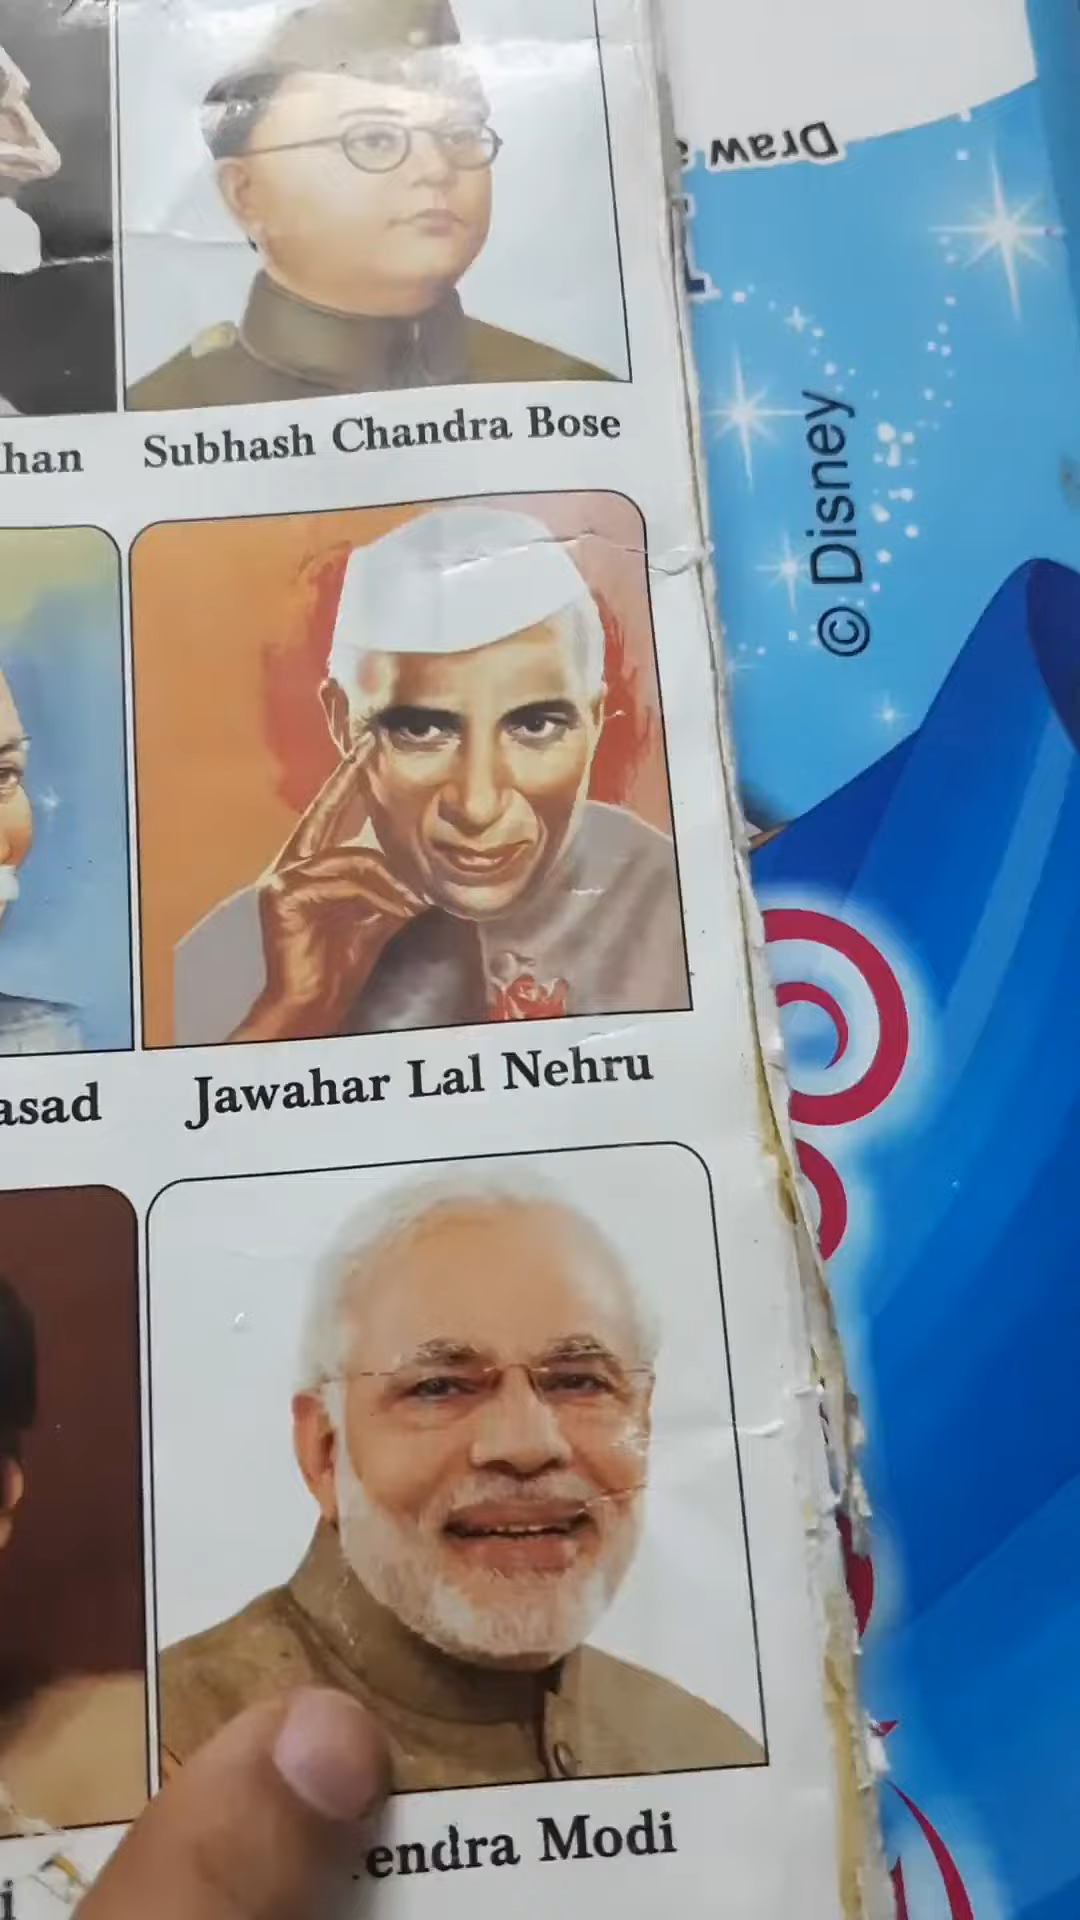 Draw
© Disney
han Subhash Chandra Bose
asad Jawahar Lal Nehru
endra Modi
i